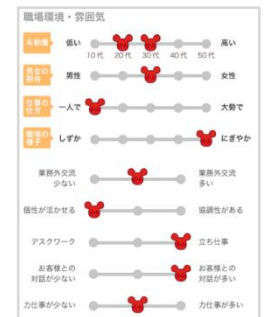 職場環境・雰囲気
年齢層 低い 高い
10代 20代 30代 40代 50代
男女の
割合 男性 女性
仕事の
仕方 一人で 大勢で
職場の
様子 しずか にぎやか
業務外交流
少ない
業務外交流
多い
個性が活かせる 協調性がある
デスクワーク 立ち仕事
お客様との
対話が少ない
お客様との
対話が多い
力仕事が少ない 力仕事が多い